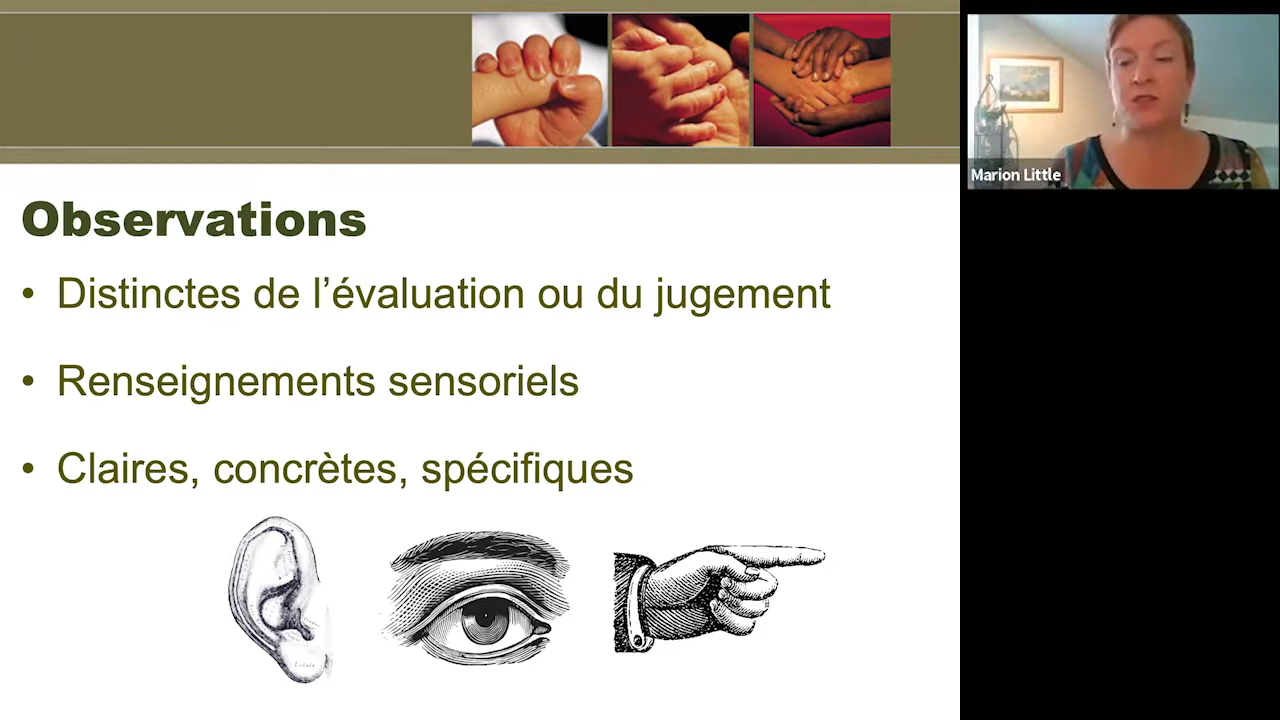 Marion Little
Observations
• Distinctes de l’évaluation ou du jugement
• Renseignements sensoriels
• Claires, concrètes, spécifiques